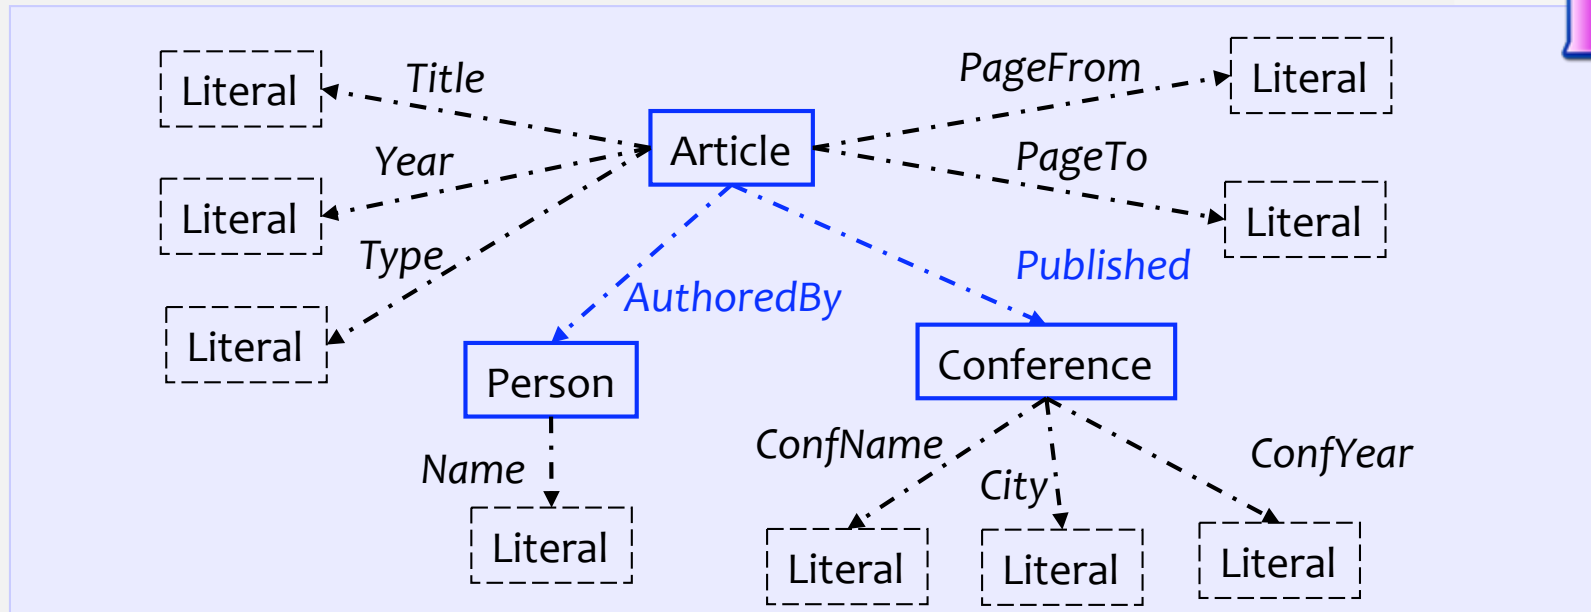 Literal
Title
PageFrom
Literal
Article
Year
PageTo
Literal
Literal
Type
AuthoredBy
Published
Literal
Person
Conference
Name
ConfName
City
ConfYear
Literal
Literal
Literal
Literal